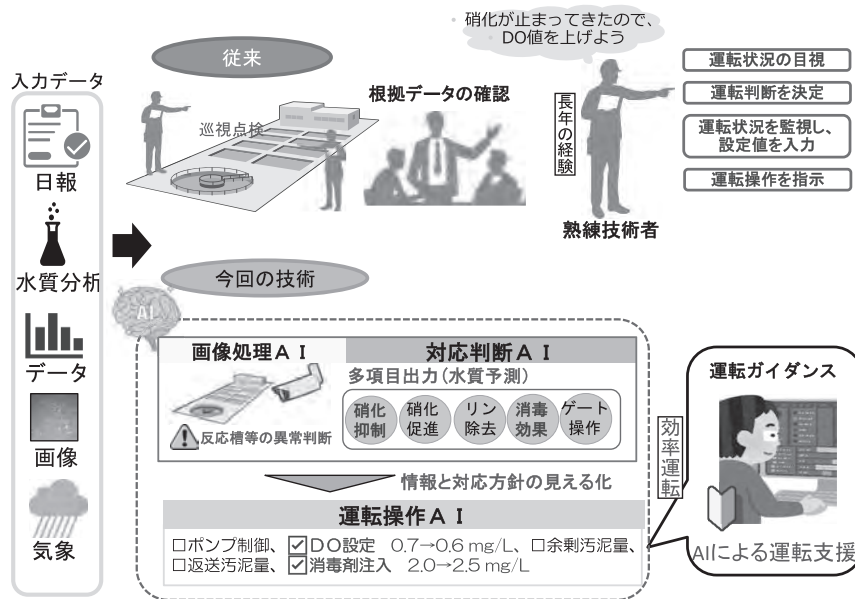 硝化が止まってきたので、
DO値を上げよう
従来
入力データ
日報
水質分析
データ
画像
気象
巡視点検
根拠データの確認
長年の経験
熟練技術者
運転状況の目視
運転判断を決定
運転状況を監視し、
設定値を入力
運転操作を指示
今回の技術
AI
画像処理ＡＩ
反応槽等の異常判断
対応判断ＡＩ
多項目出力(水質予測)
硝化
抑制
硝化
促進
リン
除去
消毒
効果
ゲート
操作
情報と対応方針の見える化
運転操作ＡＩ
□ポンプ制御、☑DO設定 0.7→0.6 mg/L、□余剰汚泥量、
□返送汚泥量、☑消毒剤注入 2.0→2.5 mg/L
効率運転
運転ガイダンス
AIによる運転支援